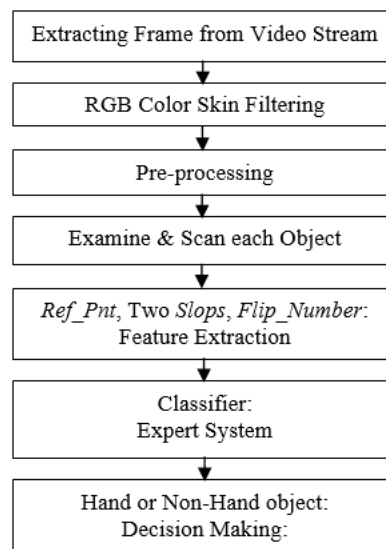 Extracting Frame from Video Stream
RGB Color Skin Filtering
Pre-processing
Examine & Scan each Object
Ref_Pnt, Two Slops, Flip_Number:
Feature Extraction
Classifier:
Expert System
Hand or Non-Hand object:
Decision Making: